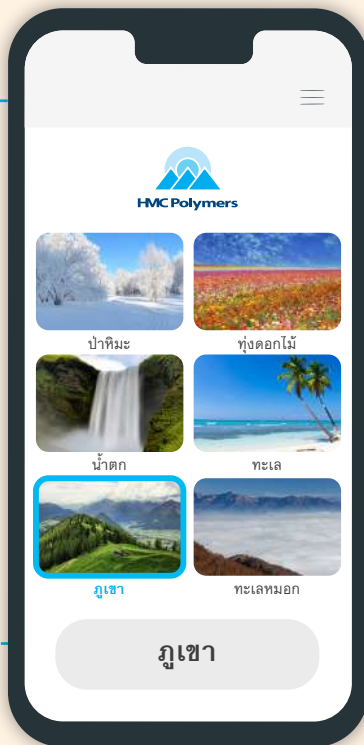 HMC Polymers
ป่าหิมะ
ทุ่งดอกไม้
น้ำตก
ทะเล
ภูเขา
ทะเลหมอก
ภูเขา